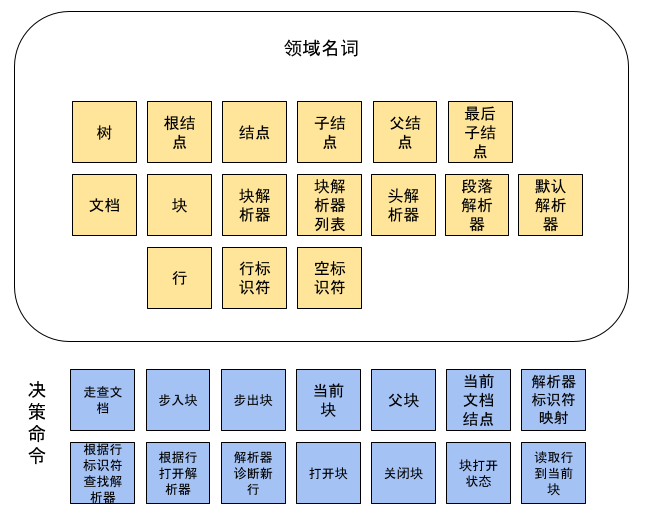 领域名词
树
根结
点
结点
子结
点
父结
点
最后
子结
点
文档
块
块解
析器
块解
析器
列表
头解
析器
段落
解析
器
默认
解析
器
行
行标
识符
空标
识符
决
策
命
令
走查文
档
步入块
步出块
当前
块
父块
当前
文档
结点
解析器
标识符
映射
根据行
标识符
查找解
析器
根据行
打开解
析器
解析器
诊断新
行
打开块
关闭块
块打开
状态
读取行
到当前
块